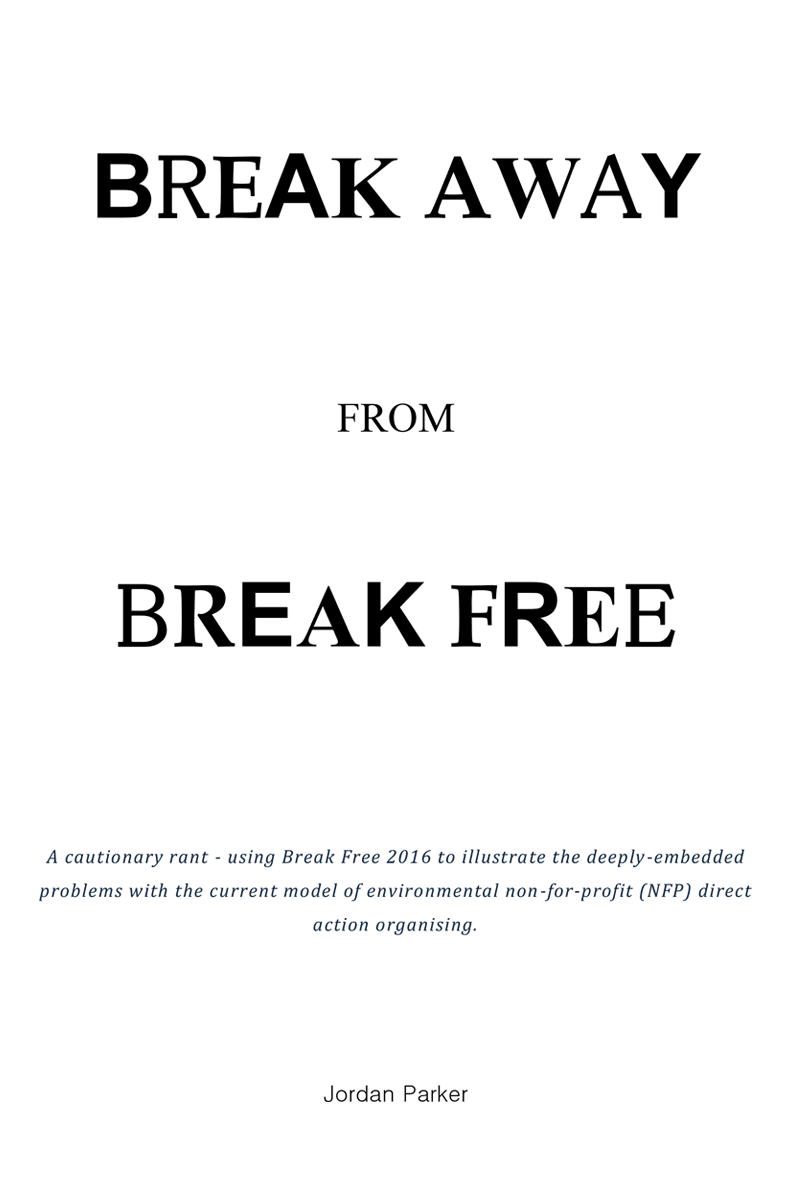 BREAK AWAY
FROM
BREAK FREE
A cautionary rant - using Break Free 2016 to illustrate the deeply-embedded
problems with the current model of environmental non-for-profit (NFP) direct
action organising.
Jordan Parker